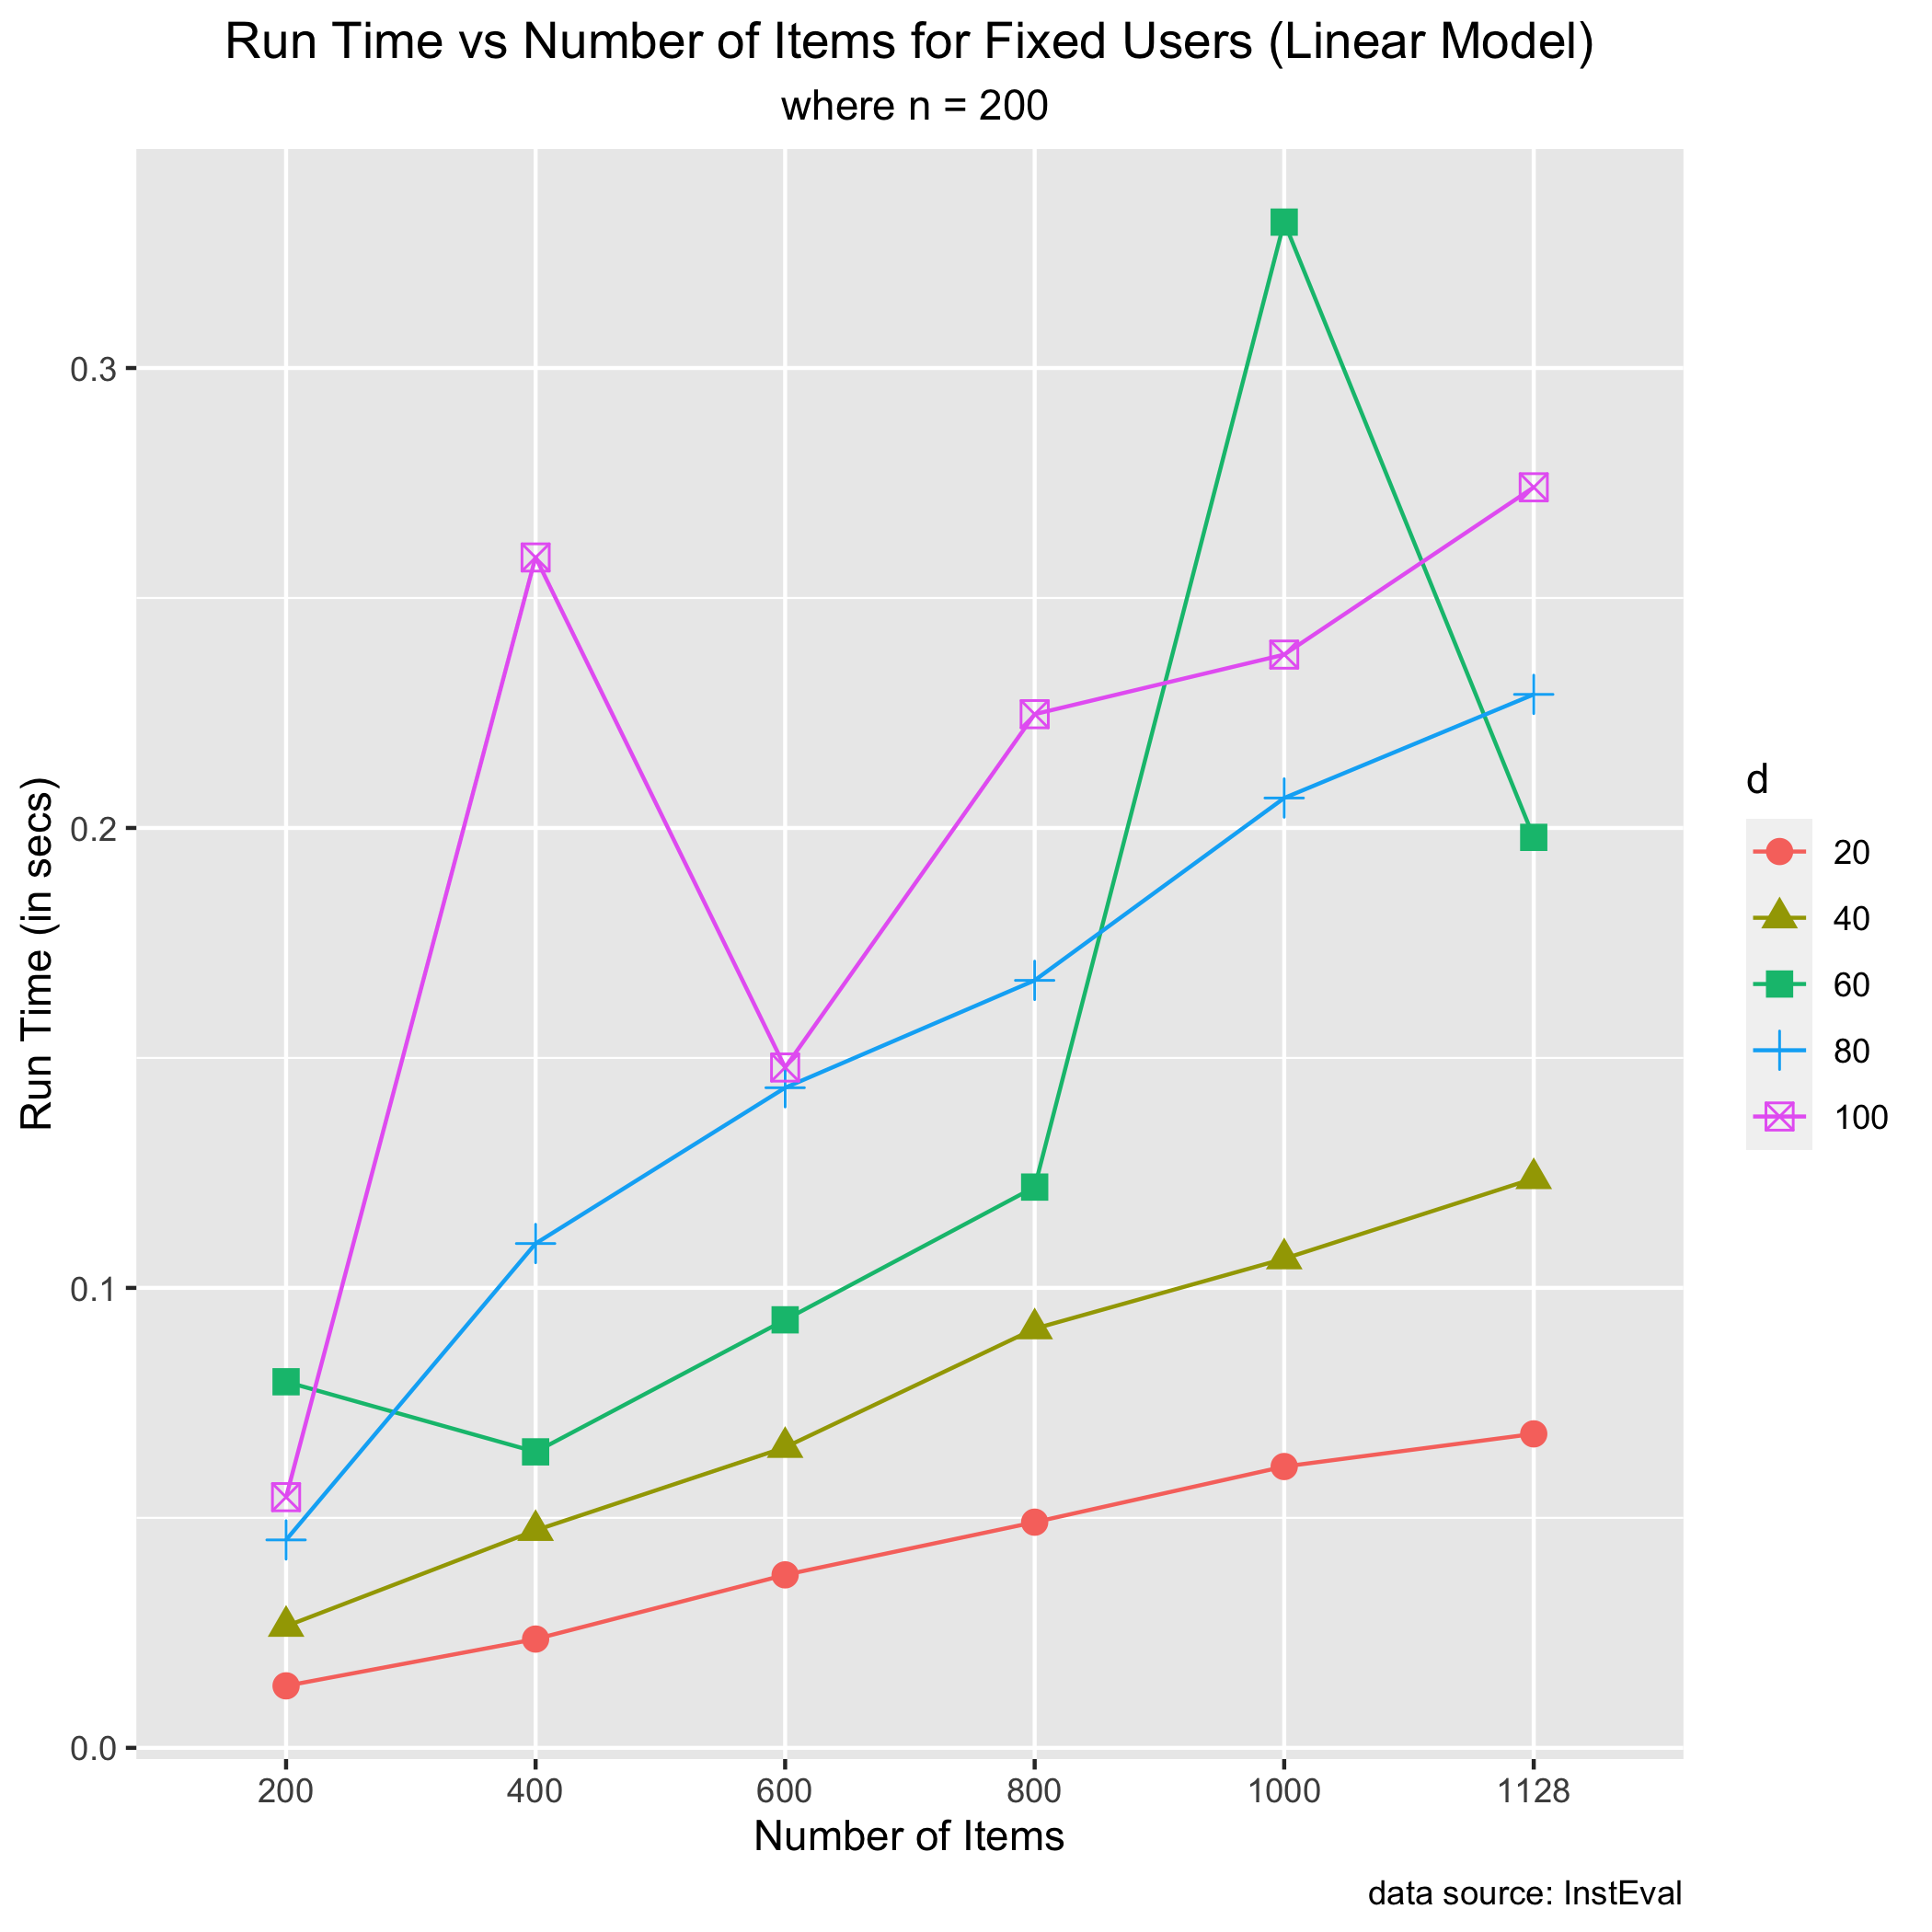 Run Time vs Number of Items for Fixed Users (Linear Model)
where n = 200
Run Time (in secs)
0.3
0.2
0.1
0.0
200 400 600 800 1000 1128
Number of Items
d
20
40
60
80
100
data source: InstEval